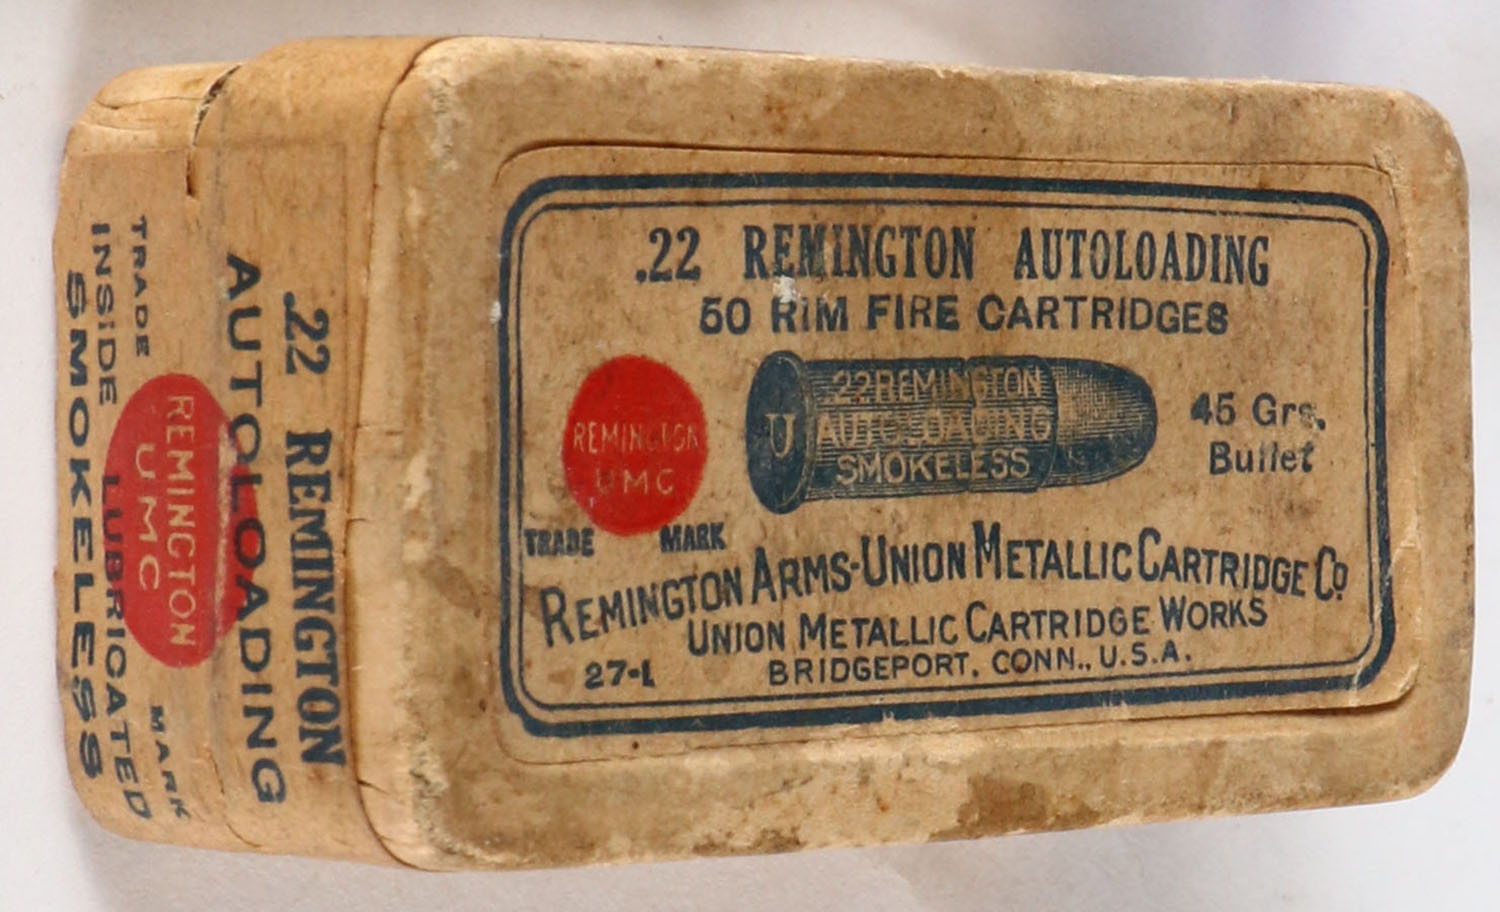 .22 REMINGTON AUTOLOADING
50 RIM FIRE CARTRIDGES
REMINGTON
UMC
TRADE MARK
U
.22 REMINGTON
AUTOLOADING
SMOKELESS
45 Grs.
Bullet
REMINGTON ARMS-UNION METALLIC CARTRIDGE CO.
UNION METALLIC CARTRIDGE WORKS
27-L BRIDGEPORT, CONN., U.S.A.
.22 REMINGTON
AUTOLOADING
REMINGTON
UMC
TRADE MARK
INSIDE LUBRICATED
SMOKELESS